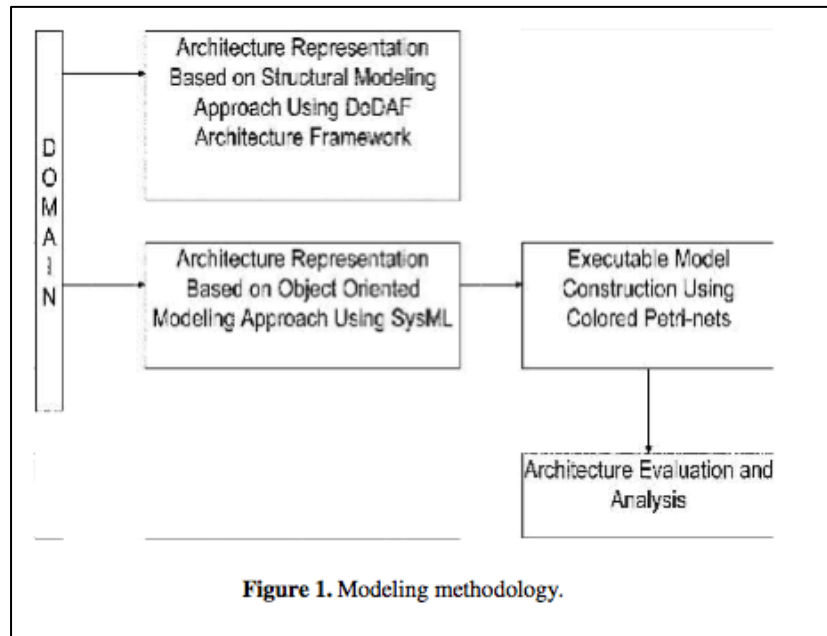 Architecture Representation
Based on Structural Modeling
Approach Using DoDAF
Architecture Framework
DOMAIN
Architecture Representation
Based on Object Oriented
Modeling Approach Using SysML
Executable Model
Construction Using
Colored Petri-nets
Architecture Evaluation and
Analysis
Figure 1. Modeling methodology.